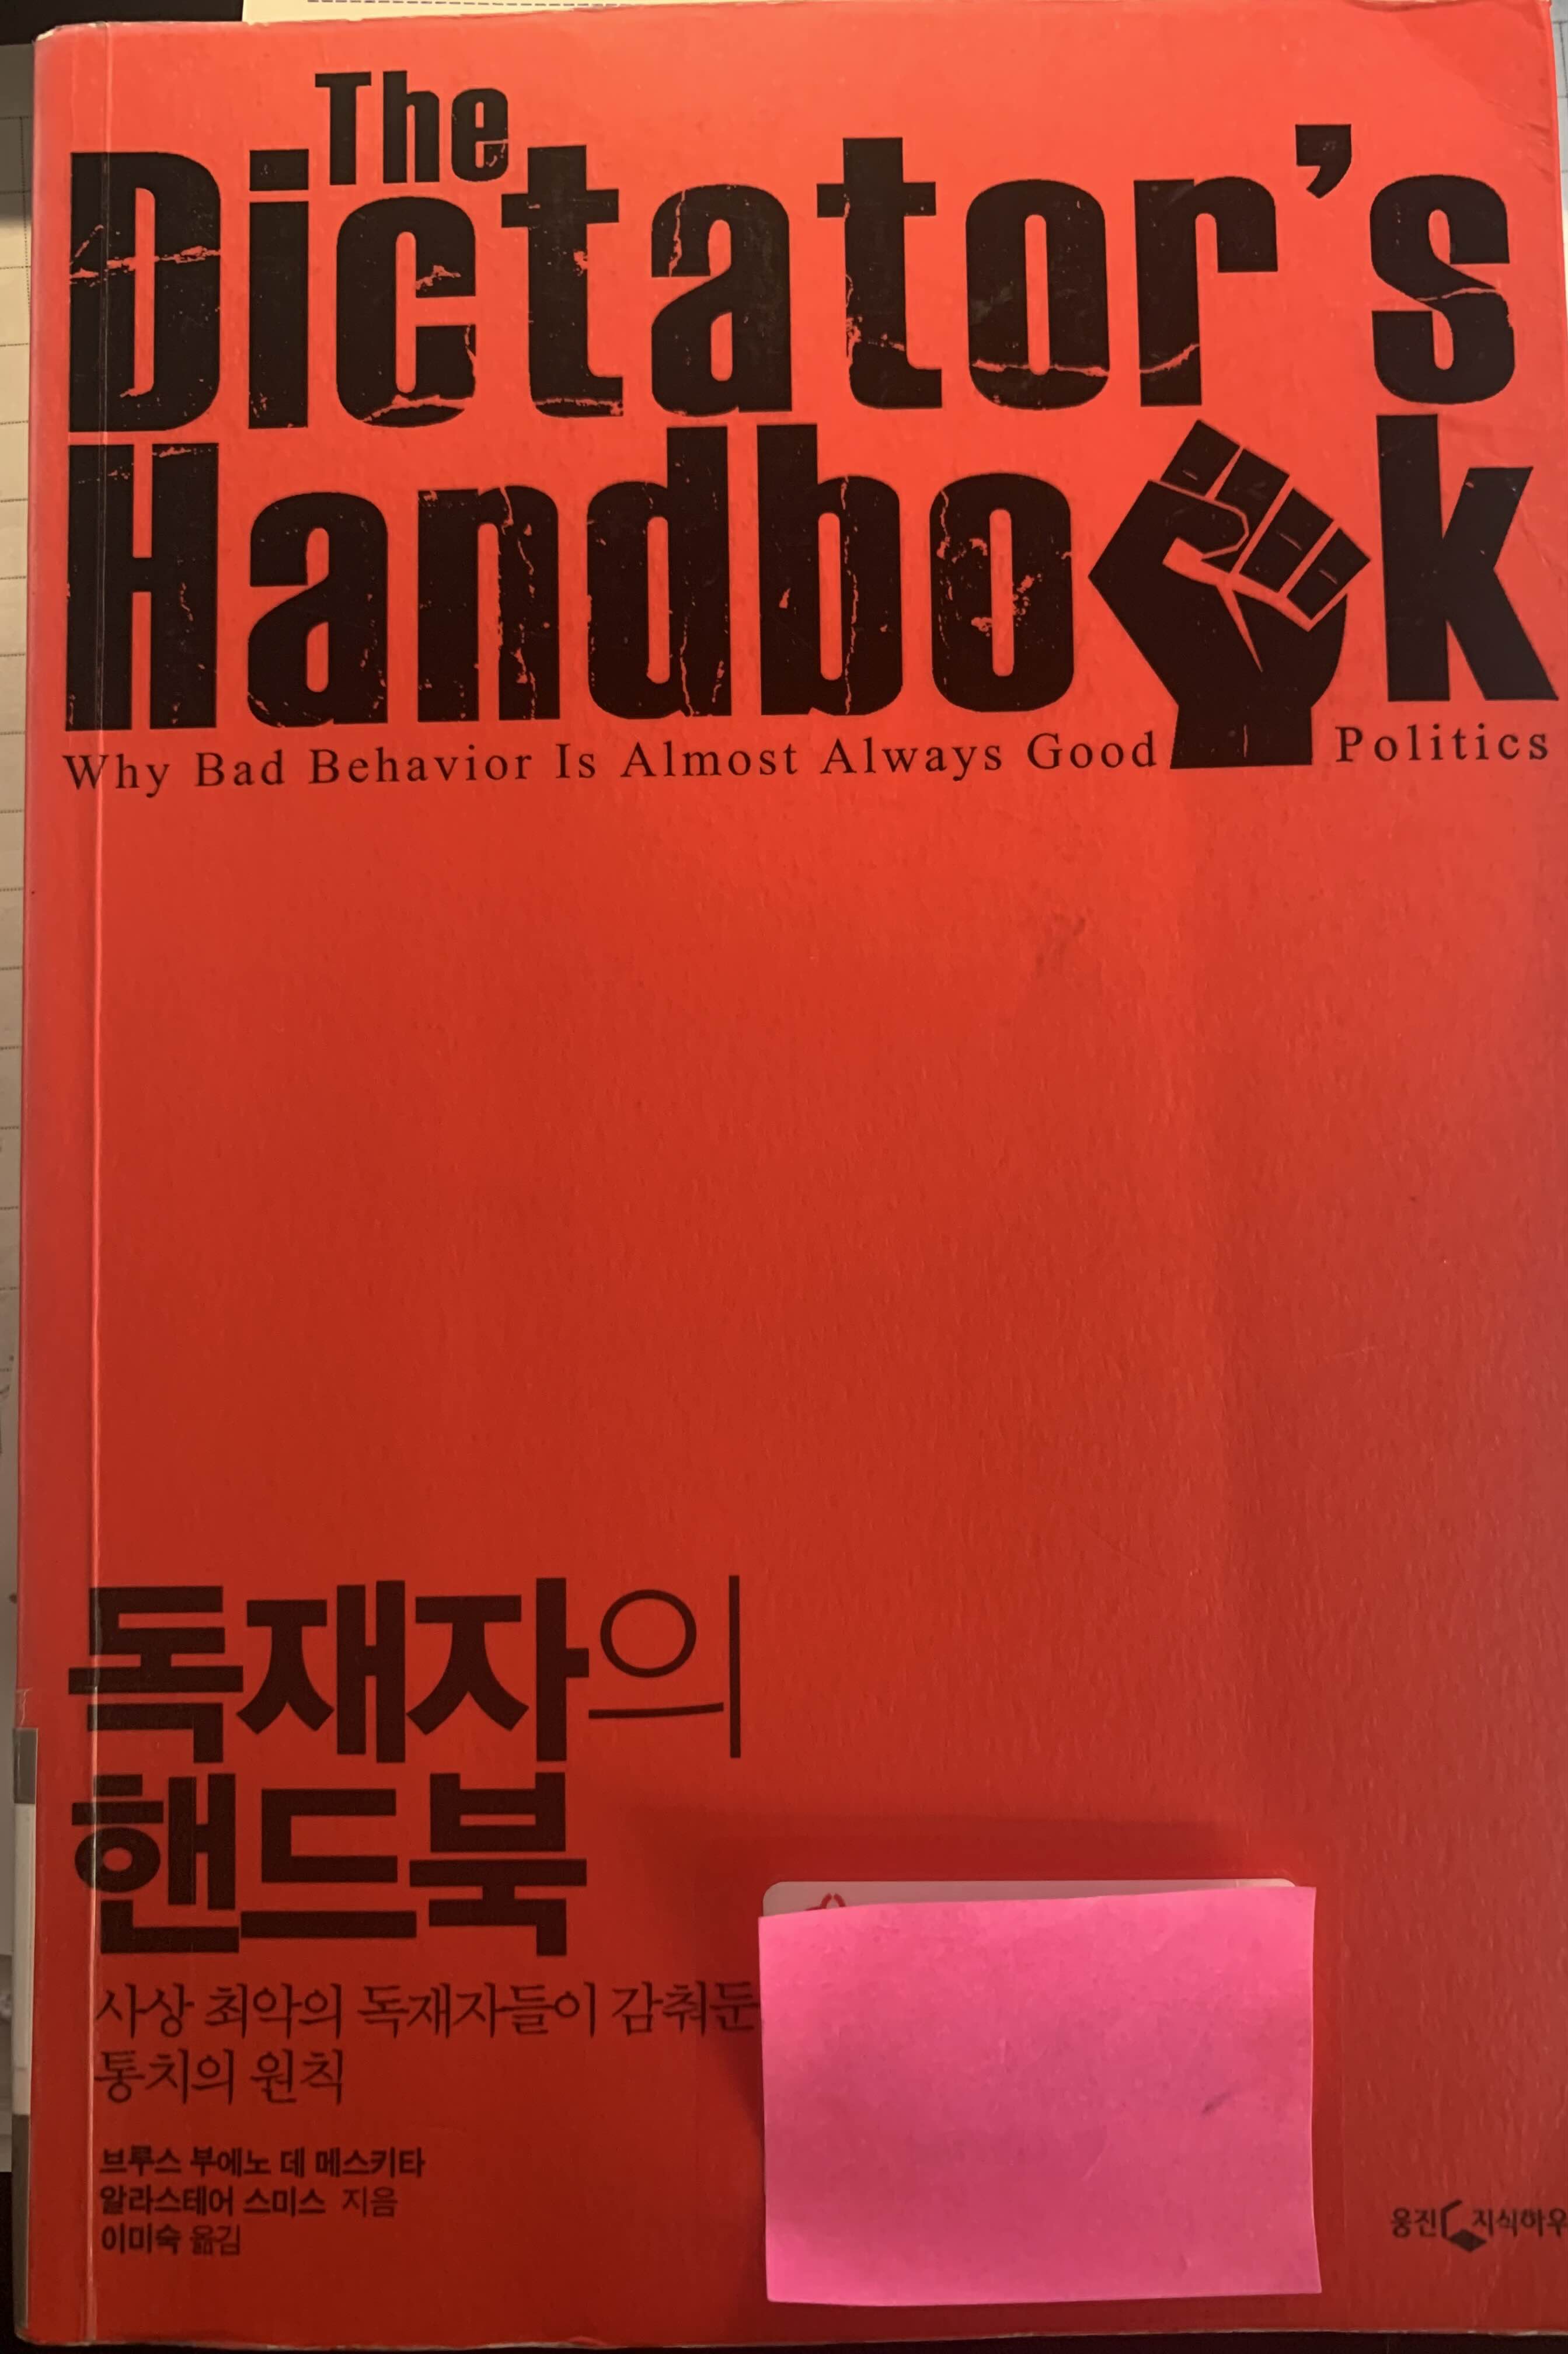 The
Dictator's
Handbook
Why Bad Behavior Is Almost Always Good Politics
독재자의
핸드북
사상 최악의 독재자들이 감춰둔
통치의 원칙
브루스 부에노 데 메스키타
알라스테어 스미스 지음
이미숙 옮김
웅진 지식하우